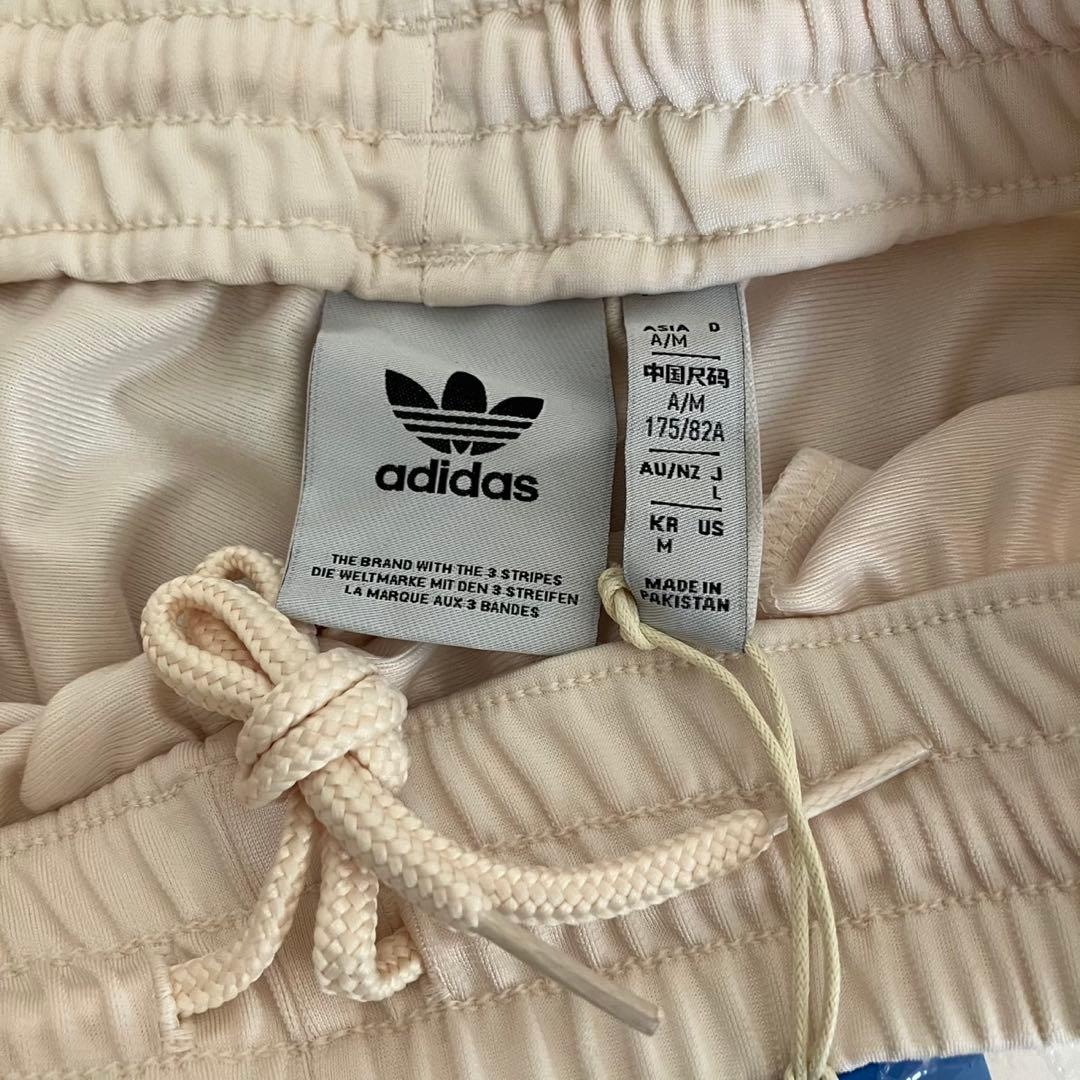 adidas
THE BRAND WITH THE 3 STRIPES
DIE WELTMARKE MIT DEN 3 STREIFEN
LA MARQUE AUX 3 BANDES
ASIA D
A/M
中国尺码
A/M
175/82A
AU/NZ J
L
KR US
M
MADE IN
PAKISTAN